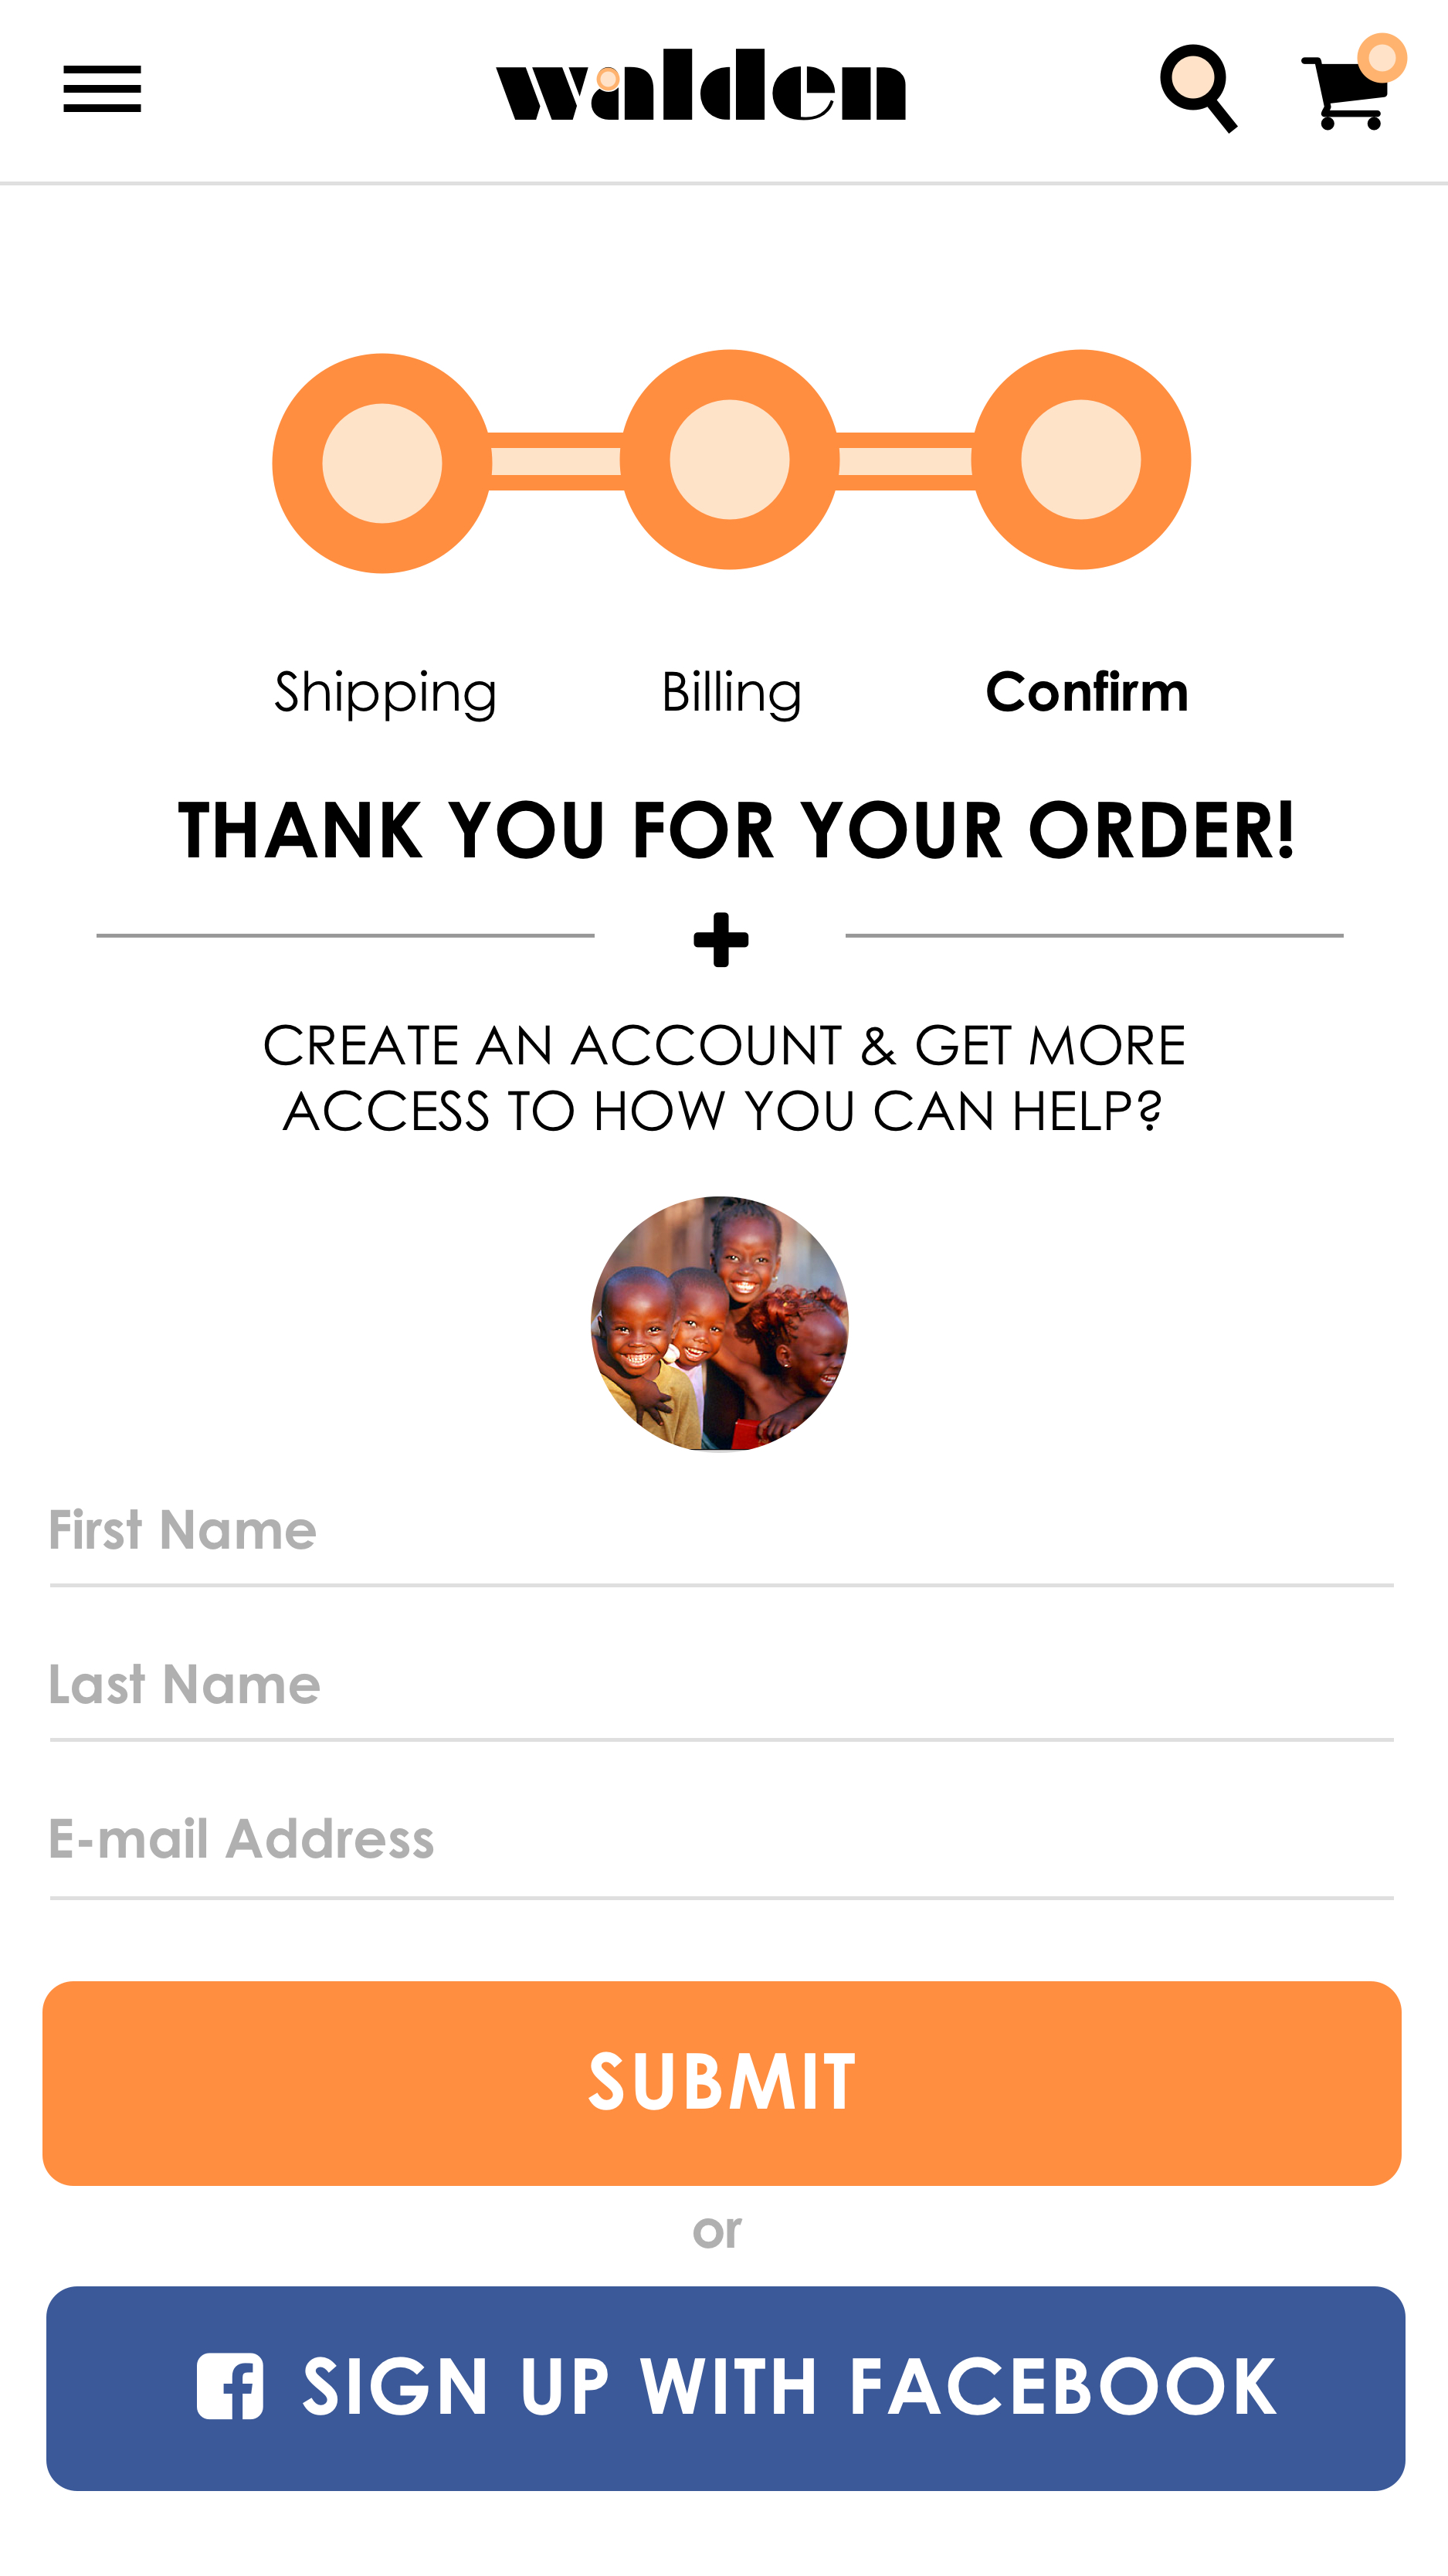 walden
Shipping Billing Confirm
THANK YOU FOR YOUR ORDER!
CREATE AN ACCOUNT & GET MORE
ACCESS TO HOW YOU CAN HELP?
First Name
Last Name
E-mail Address
SUBMIT
or
SIGN UP WITH FACEBOOK